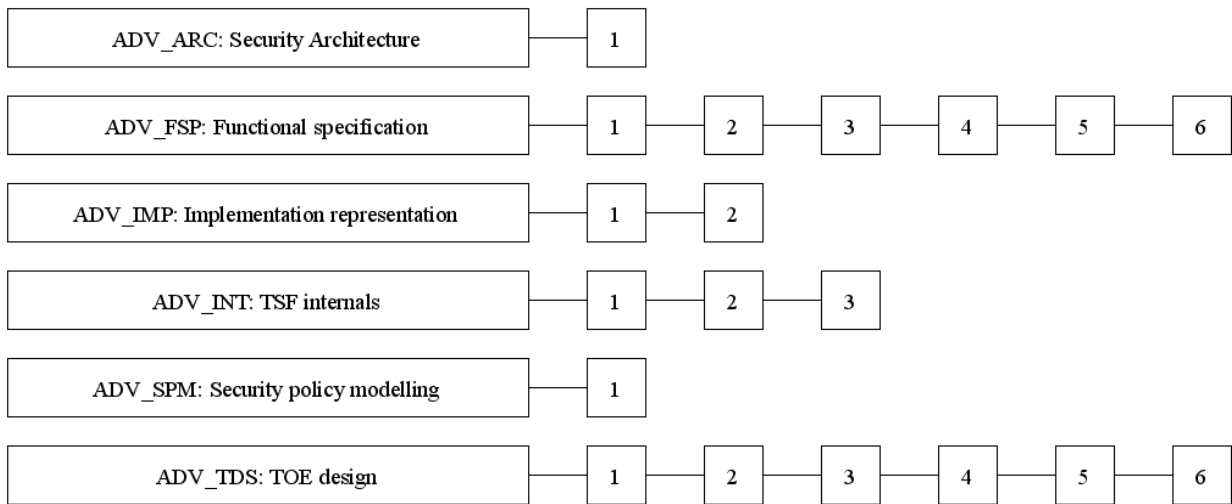 ADV_ARC: Security Architecture 1
ADV_FSP: Functional specification 1 2 3 4 5 6
ADV_IMP: Implementation representation 1 2
ADV_INT: TSF internals 1 2 3
ADV_SPM: Security policy modelling 1
ADV_TDS: TOE design 1 2 3 4 5 6